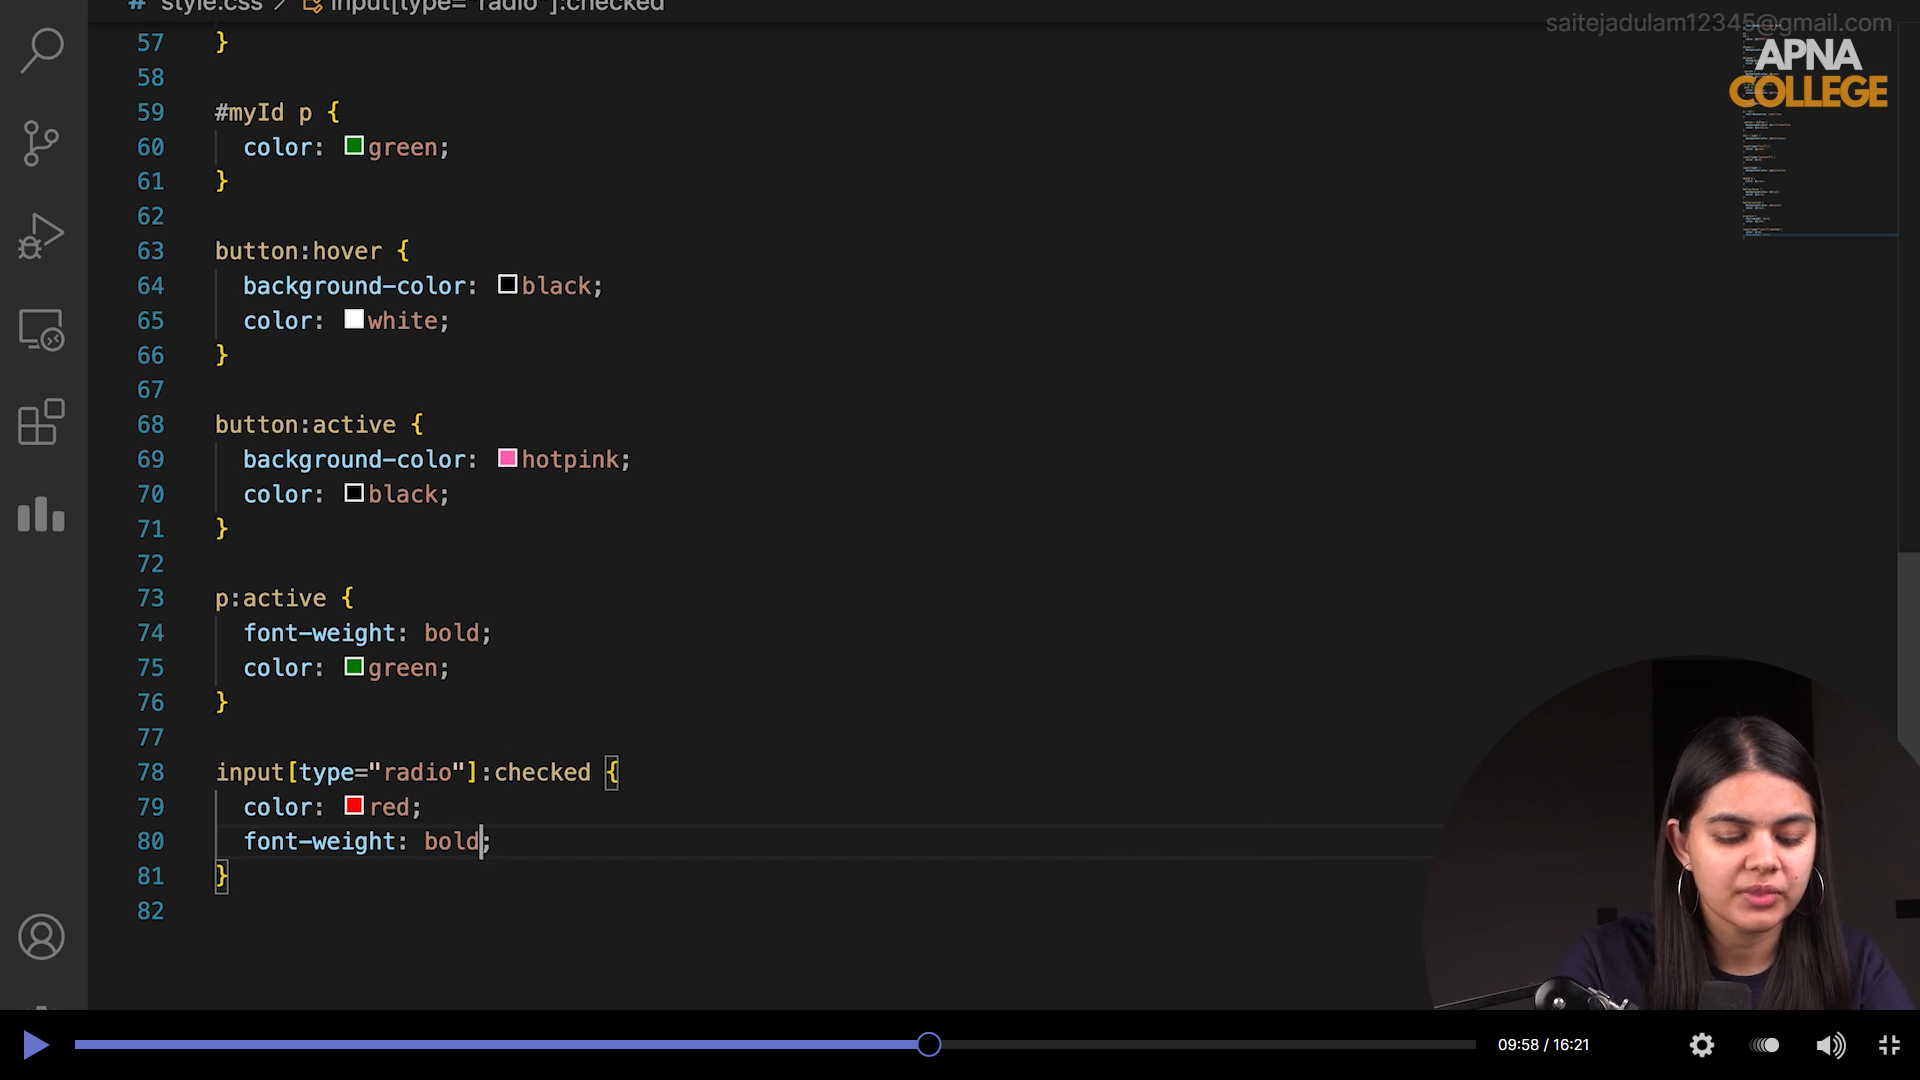 # style.css > input[type="radio"]:checked
saitejadulam12345@gmail.com
APNA
COLLEGE
57 }
58
59 #myId p {
60 color: green;
61 }
62
63 button:hover {
64 background-color: black;
65 color: white;
66 }
67
68 button:active {
69 background-color: hotpink;
70 color: black;
71 }
72
73 p:active {
74 font-weight: bold;
75 color: green;
76 }
77
78 input[type="radio"]:checked {
79 color: red;
80 font-weight: bold;
81 }
82
09:58 / 16:21